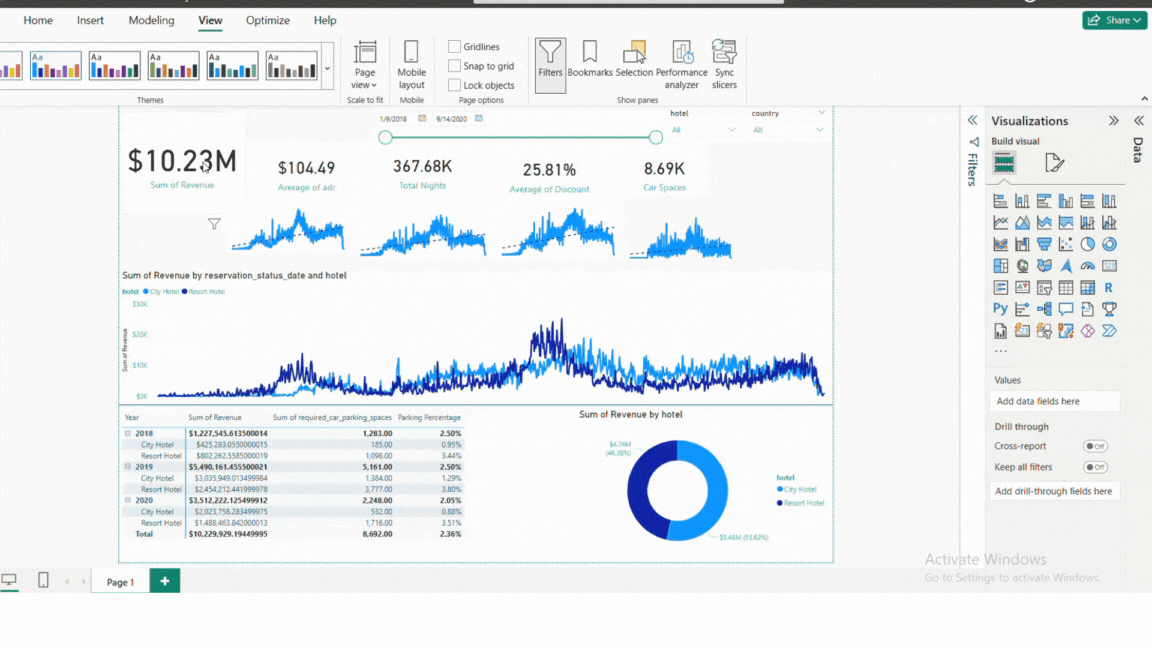 Home Insert Modeling View Optimize Help
Share
Aa Aa Aa Aa Aa
Page view
Mobile layout
Gridlines
Snap to grid
Lock objects
Filters Bookmarks Selection Performance analyzer Sync slicers
Themes Scale to fit Mobile Page options Show panes
1/9/2018 9/14/2020
hotel
All
country
All
$10.23M
Sum of Revenue
$104.49
Average of adr
367.68K
Total Nights
25.81%
Average of Discount
8.69K
Car Spaces
Sum of Revenue by reservation_status_date and hotel
hotel City Hotel Resort Hotel
Sum of Revenue
$30K
$20K
$10K
$0K
Year Sum of Revenue Sum of required_car_parking_spaces Parking Percentage
2018 $1,227,545.613500014 1,283.00 2.50%
City Hotel $425,283.0550000015 185.00 0.95%
Resort Hotel $802,262.5585000019 1,098.00 3.44%
2019 $5,490,161.455500021 5,161.00 2.50%
City Hotel $3,035,949.013499984 1,384.00 1.29%
Resort Hotel $2,454,212.441999978 3,777.00 3.80%
2020 $3,512,222.125499912 2,248.00 2.05%
City Hotel $2,023,758.283499975 532.00 0.88%
Resort Hotel $1,488,463.842000013 1,716.00 3.51%
Total $10,229,929.19449995 8,692.00 2.36%
Sum of Revenue by hotel
$4.74M
(46.38%)
$5.48M (53.62%)
hotel
City Hotel
Resort Hotel
Filters
Visualizations
Build visual
R
Py
...
Values
Add data fields here
Drill through
Cross-report Off
Keep all filters Off
Add drill-through fields here
Data
Activate Windows
Go to Settings to activate Windows.
Page 1